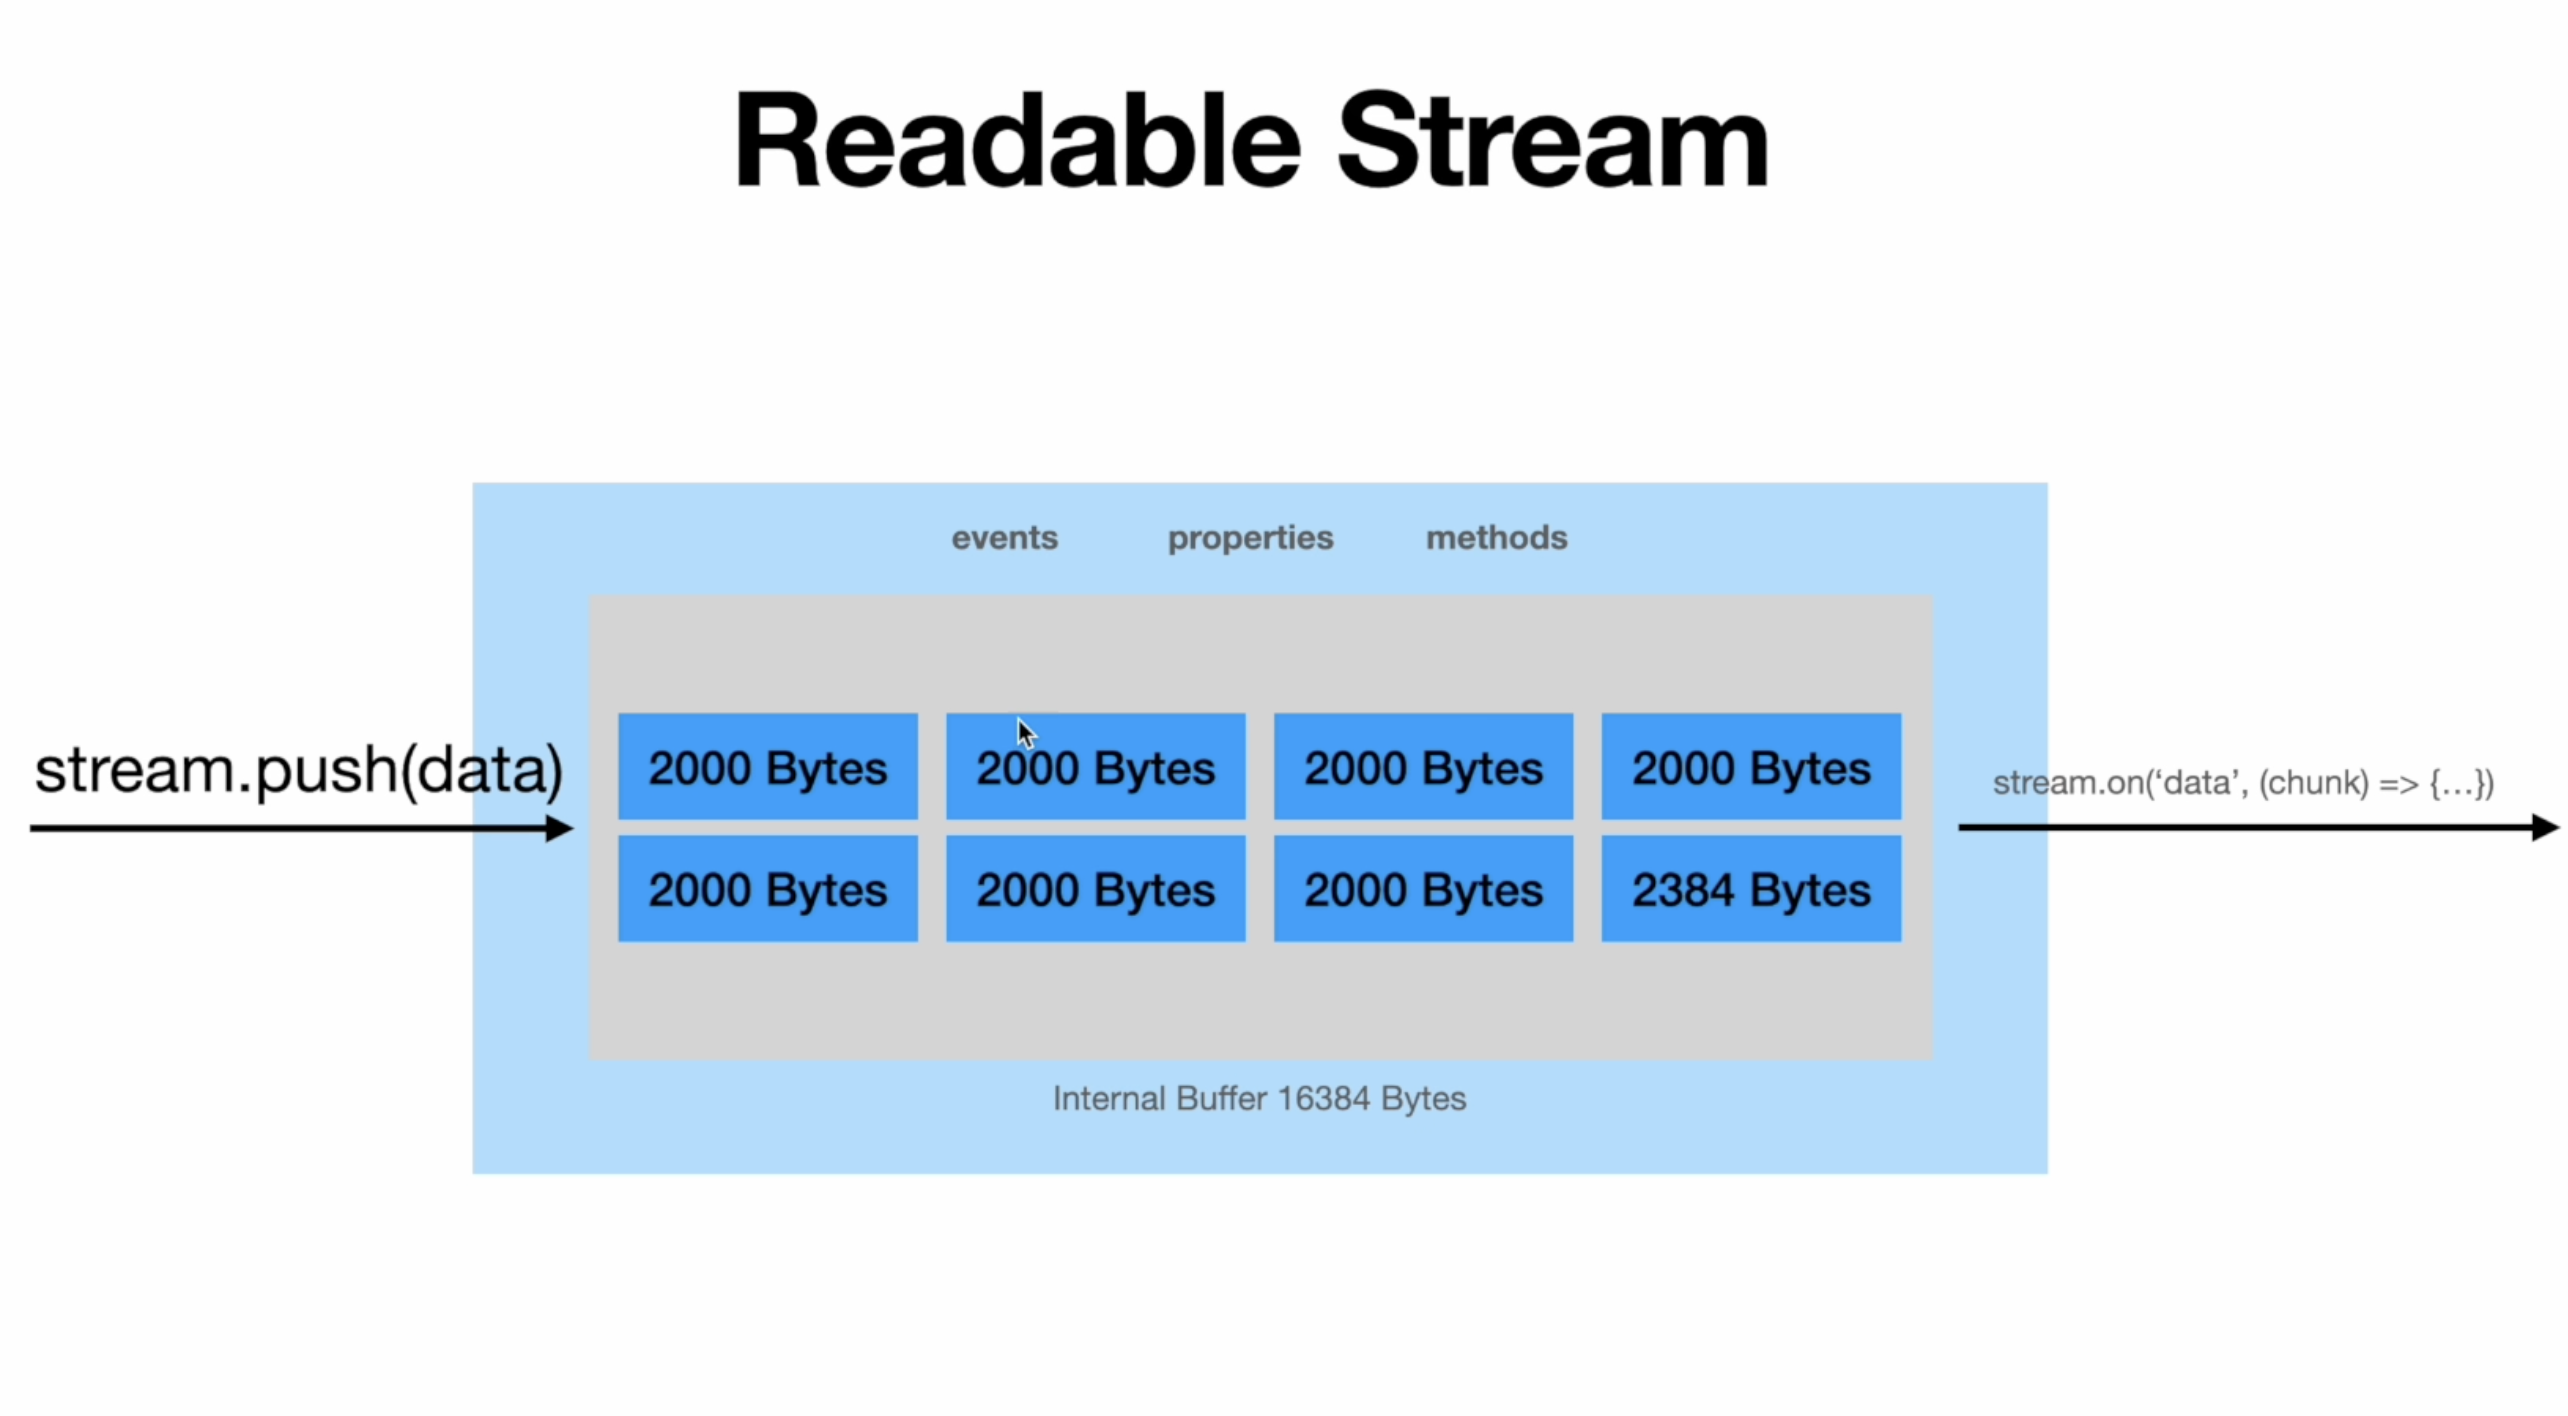 Readable Stream
events properties methods
stream.push(data)
2000 Bytes 2000 Bytes 2000 Bytes 2000 Bytes
stream.on(‘data’, (chunk) => {...})
2000 Bytes 2000 Bytes 2000 Bytes 2384 Bytes
Internal Buffer 16384 Bytes